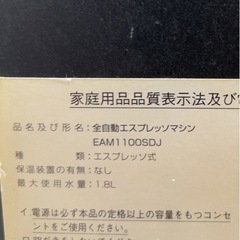 家庭用品品質表示法及び
品名及び形名：全自動エスプレッソマシン
EAM1100SDJ
種　　　　類：エスプレッソ式
保温装置の有無：なし
最大使用水量：1.8L
イ.電源は必ず本品の定格以上の容量をもつコンセ
ントをご使用ください。